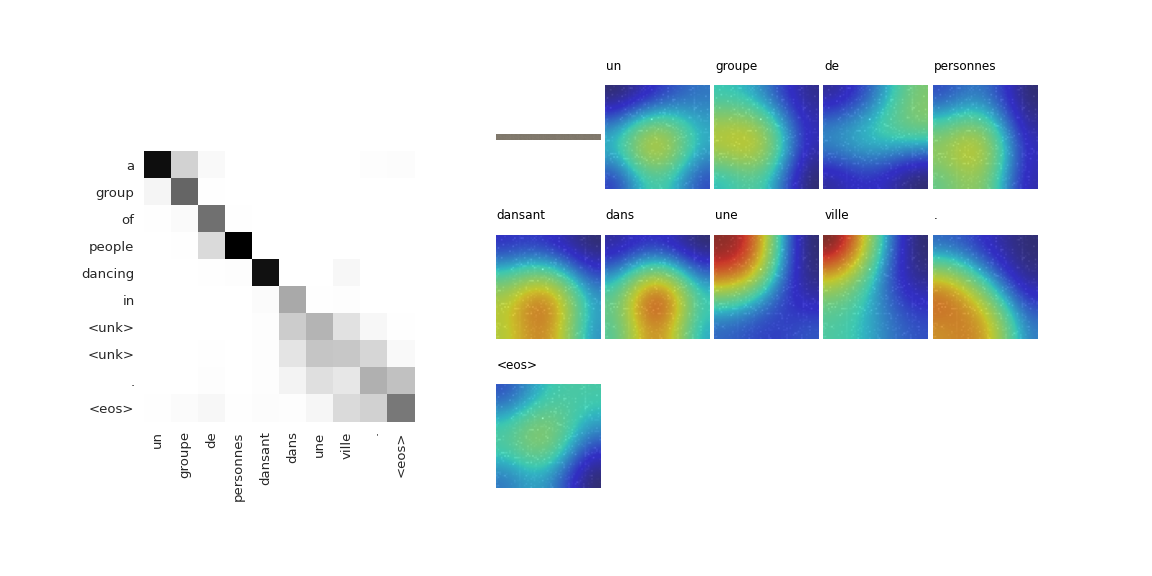 a
group
of
people
dancing
in
<unk>
<unk>
.
<eos>
un
groupe
de
personnes
dansant
dans
une
ville
.
<eos>
un
groupe
de
personnes
dansant
dans
une
ville
.
<eos>